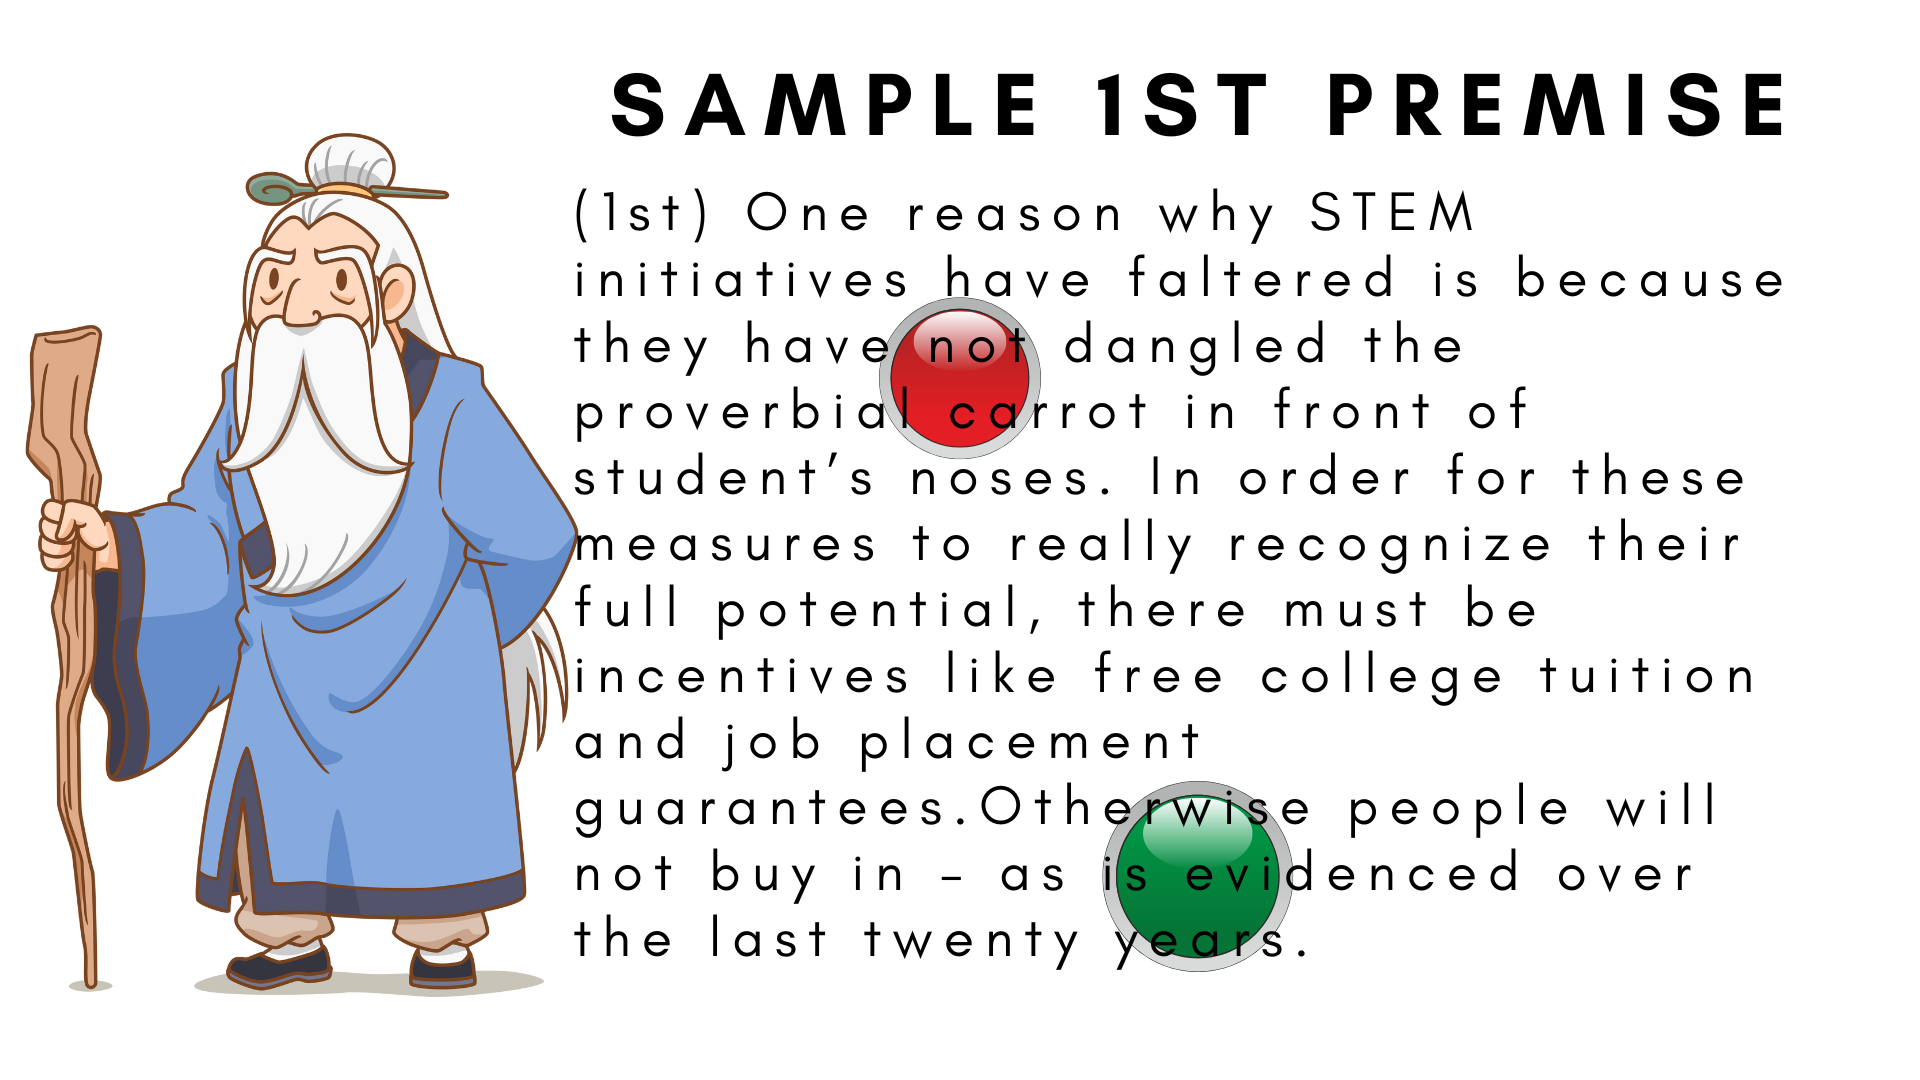 SAMPLE 1ST PREMISE
(1st) One reason why STEM
initiatives have faltered is because
they have not dangled the
proverbial carrot in front of
student’s noses. In order for these
measures to really recognize their
full potential, there must be
incentives like free college tuition
and job placement
guarantees.Otherwise people will
not buy in – as is evidenced over
the last twenty years.